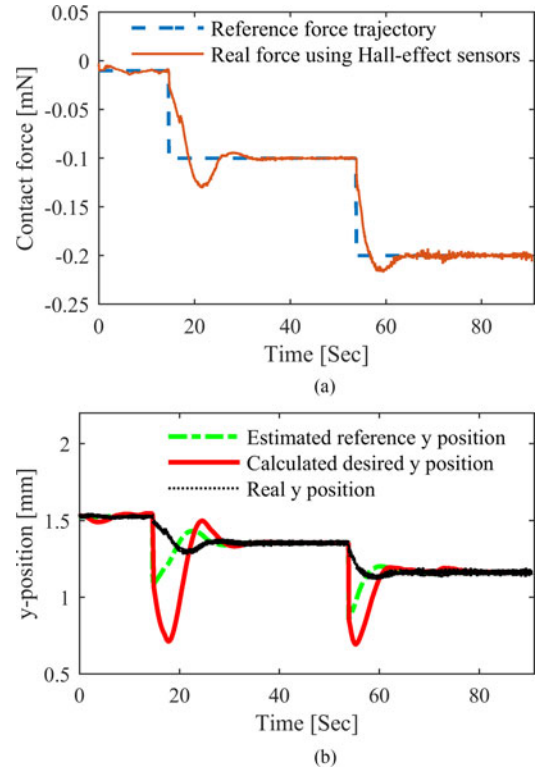 Reference force trajectory
Real force using Hall-effect sensors
0
-0.05
-0.1
-0.15
-0.2
-0.25
Contact force [mN]
0 20 40 60 80
Time [Sec]
(a)
Estimated reference y position
Calculated desired y position
Real y position
2
1.5
1
0.5
y-position [mm]
0 20 40 60 80
Time [Sec]
(b)